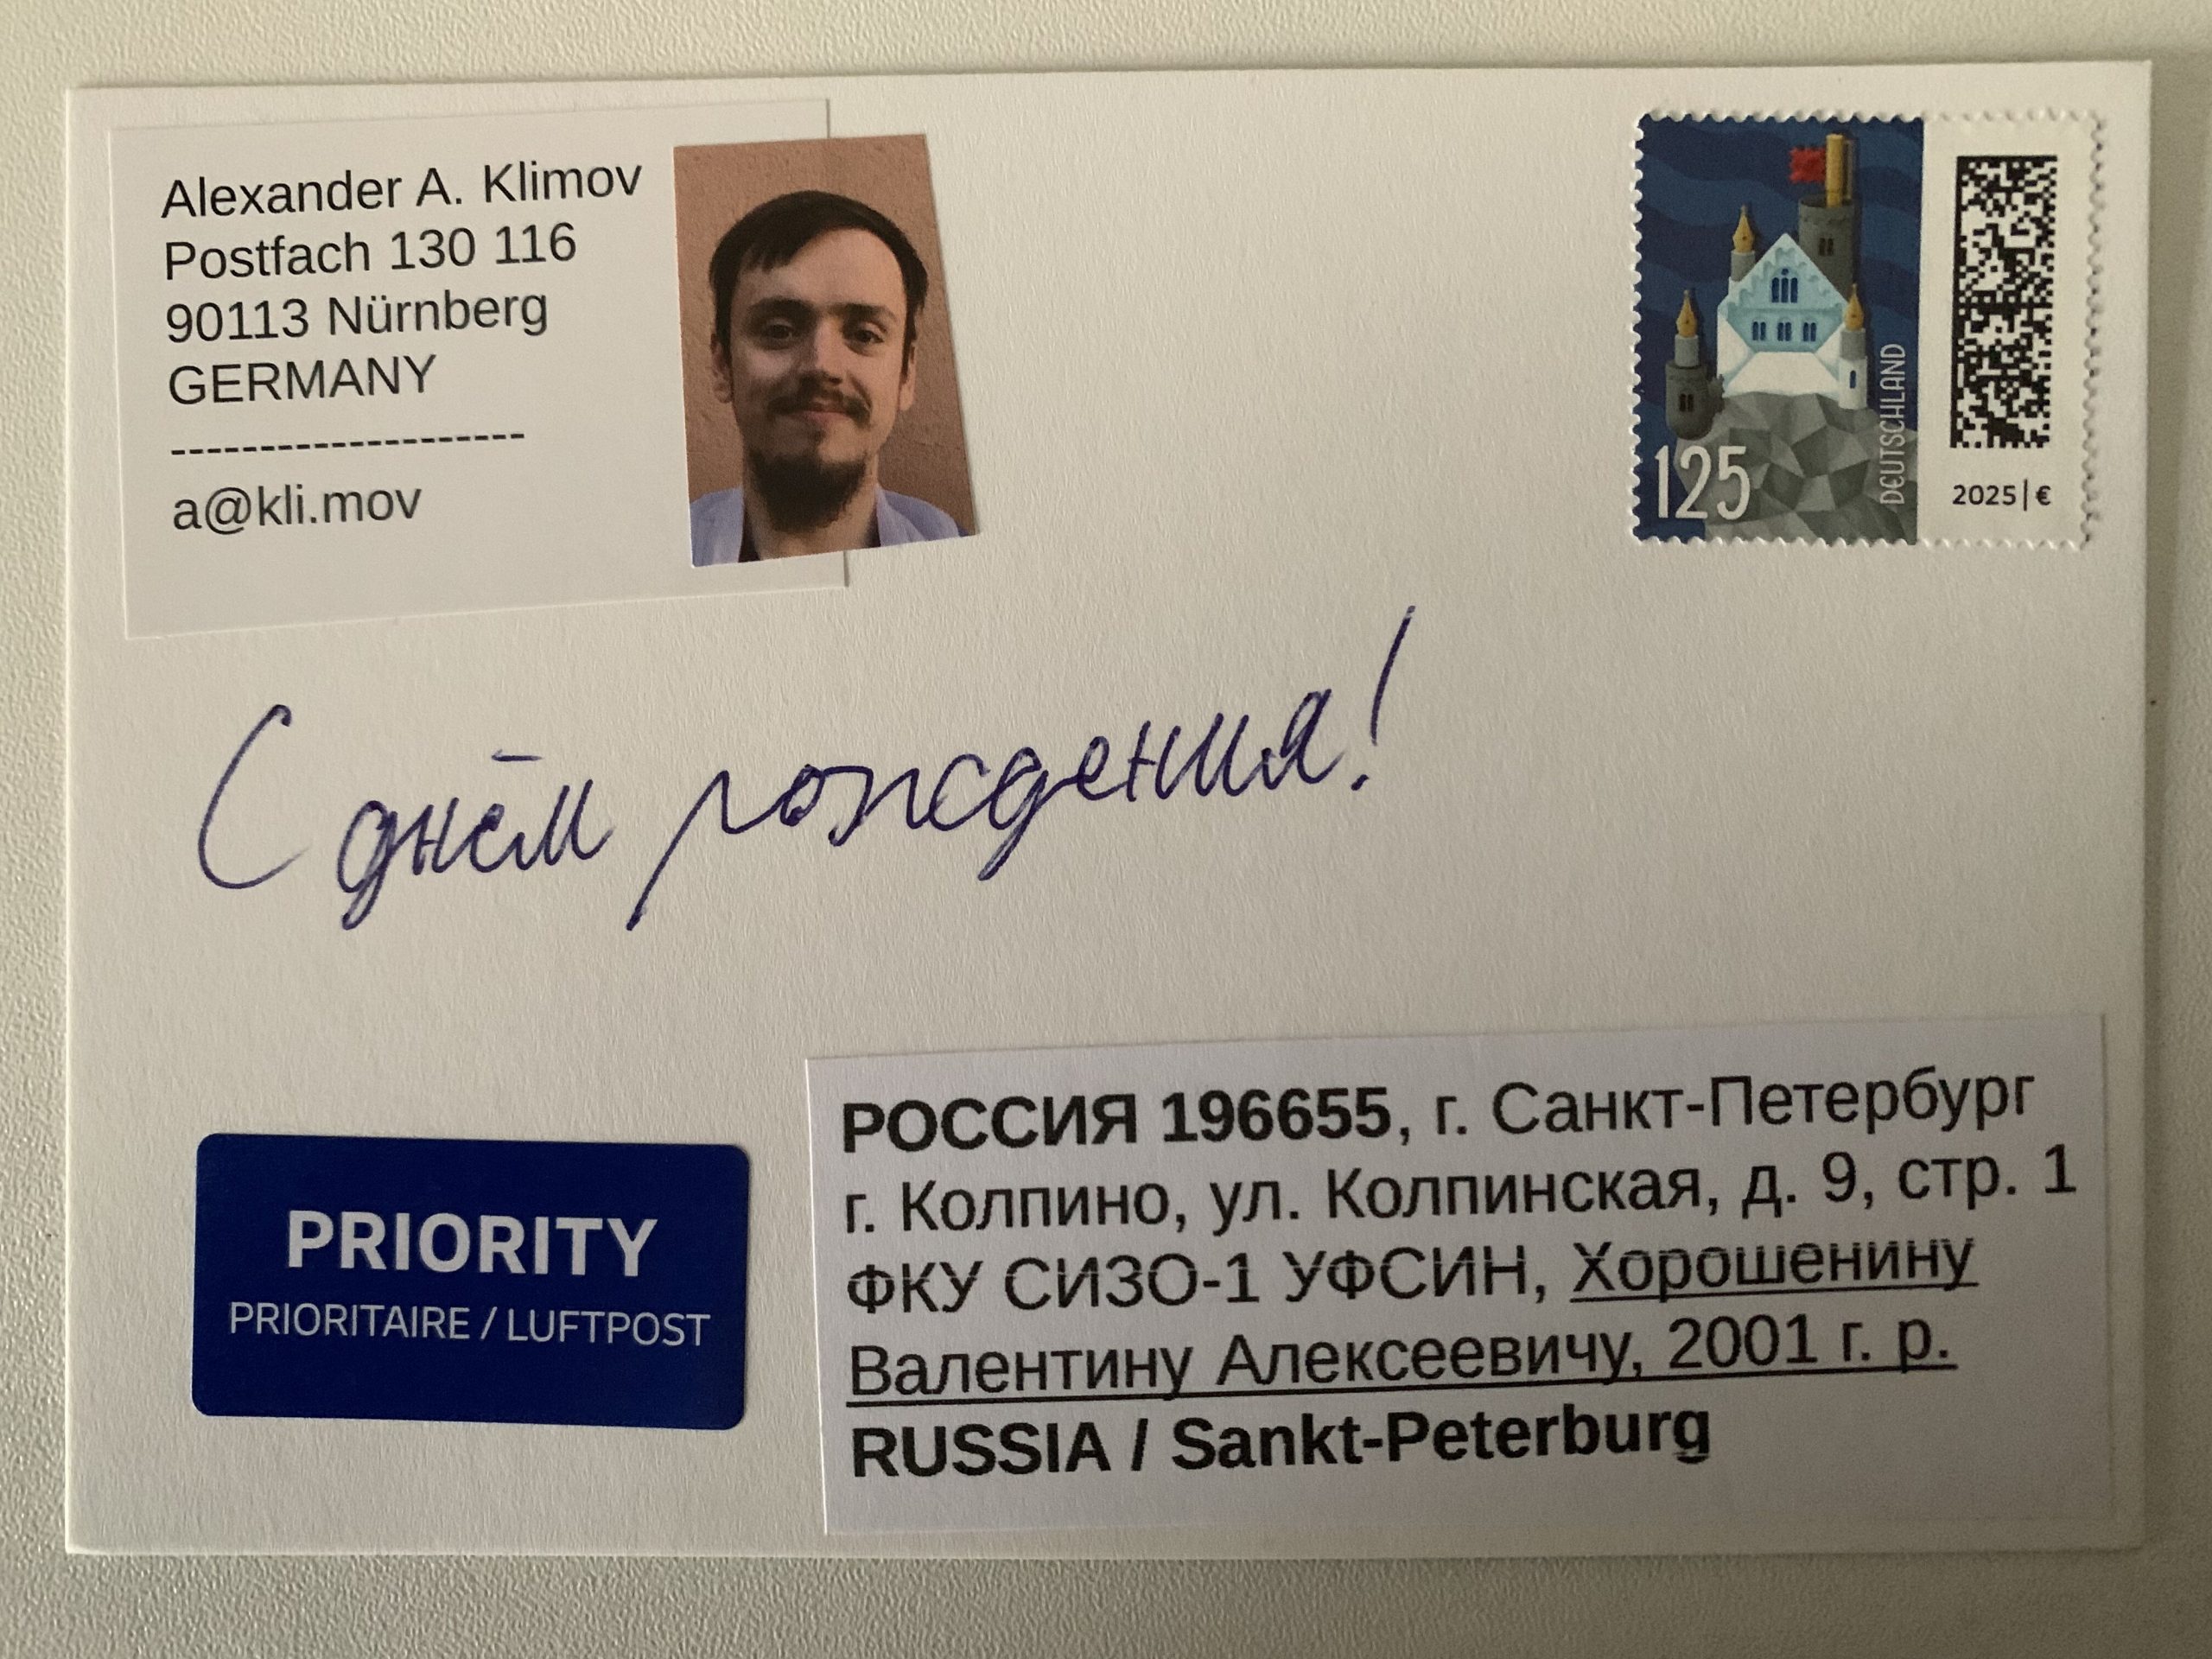 Alexander A. Klimov
Postfach 130 116
90113 Nürnberg
GERMANY
--------------------
a@kli.mov
125
DEUTSCHLAND
2025|€
С днём рождения!
PRIORITY
PRIORITAIRE / LUFTPOST
РОССИЯ 196655, г. Санкт-Петербург
г. Колпино, ул. Колпинская, д. 9, стр. 1
ФКУ СИЗО-1 УФСИН, Хорошенину
Валентину Алексеевичу, 2001 г. р.
RUSSIA / Sankt-Peterburg